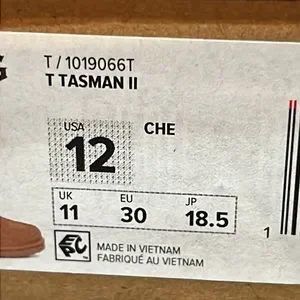 G
T / 1019066T
T TASMAN II
USA
CHE
12
UK EU JP
11 30 18.5
EPC
MADE IN VIETNAM
FABRIQUÉ AU VIETNAM
1